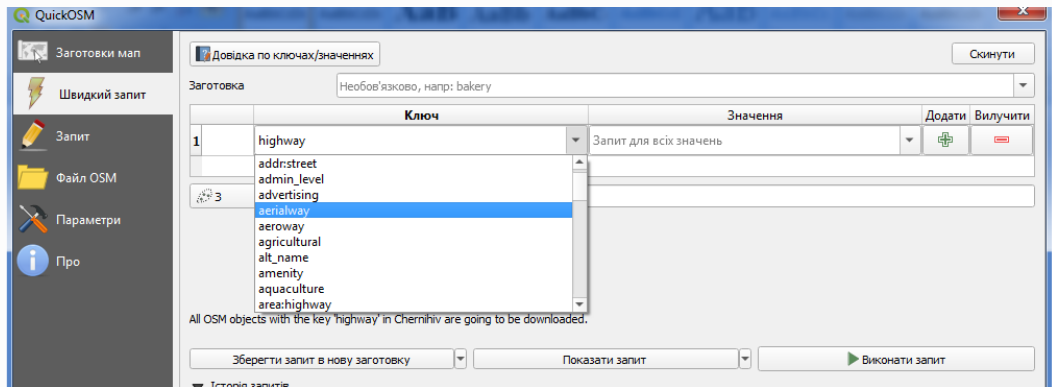 QuickOSM
Заготовки мап
Швидкий запит
Запит
Файл OSM
Параметри
Про
Довідка по ключах/значеннях
Скинути
Заготовка
Необов'язково, напр: bakery
Ключ Значення Додати Вилучити
1 highway Запит для всіх значень
addr:street
admin_level
advertising
aerialway
aeroway
agricultural
alt_name
amenity
aquaculture
area:highway
З
All OSM objects with the key 'highway' in Chernihiv are going to be downloaded.
Зберегти запит в нову заготовку Показати запит Виконати запит
Історія запитів